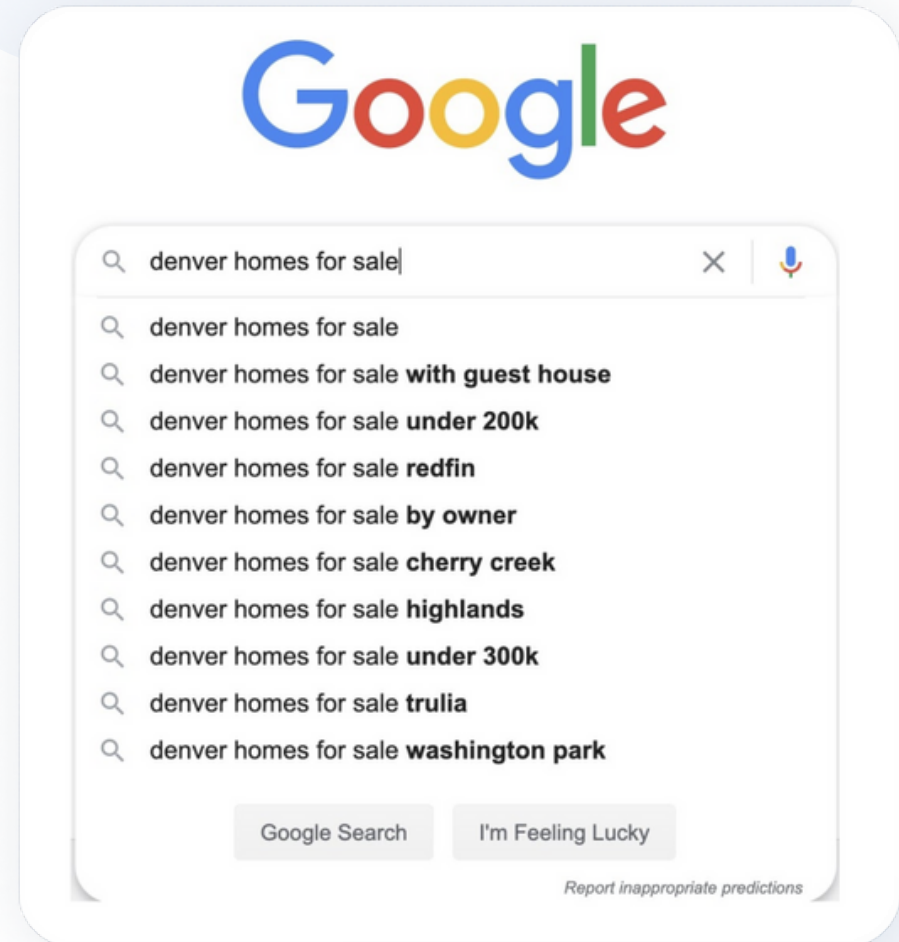 Google
denver homes for sale
denver homes for sale
denver homes for sale with guest house
denver homes for sale under 200k
denver homes for sale redfin
denver homes for sale by owner
denver homes for sale cherry creek
denver homes for sale highlands
denver homes for sale under 300k
denver homes for sale trulia
denver homes for sale washington park
Google Search I'm Feeling Lucky
Report inappropriate predictions